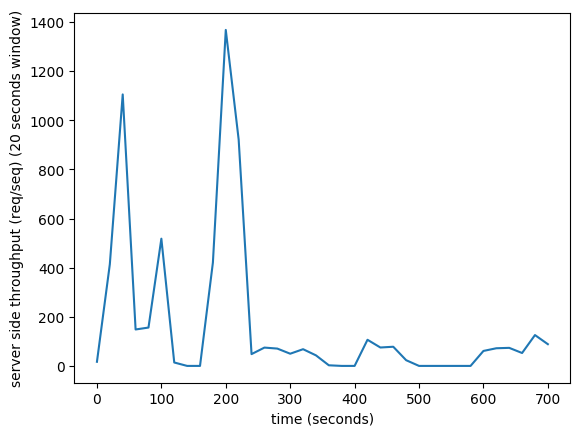 server side throughput (req/seq) (20 seconds window)
1400
1200
1000
800
600
400
200
0
0 100 200 300 400 500 600 700
time (seconds)